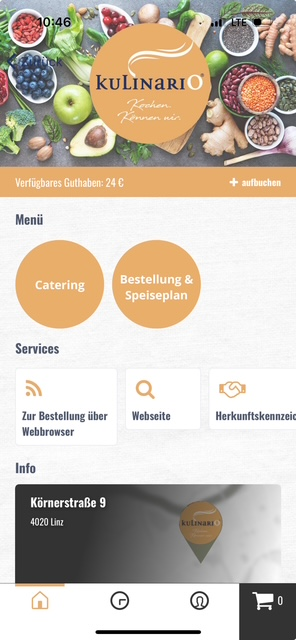 10:46
LTE
Zurück
KULINARIO®
Kochen.
Können wir.
Verfügbares Guthaben: 24 €
+ aufbuchen
Menü
Catering
Bestellung &
Speiseplan
Services
Zur Bestellung über
Webbrowser
Webseite
Herkunftskennzeic
Info
Körnerstraße 9
4020 Linz
KULINARIO
0